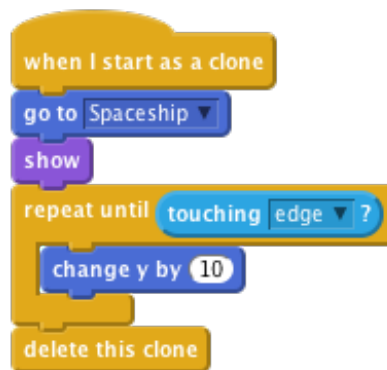 when I start as a clone
go to Spaceship
show
repeat until touching edge ?
change y by 10
delete this clone